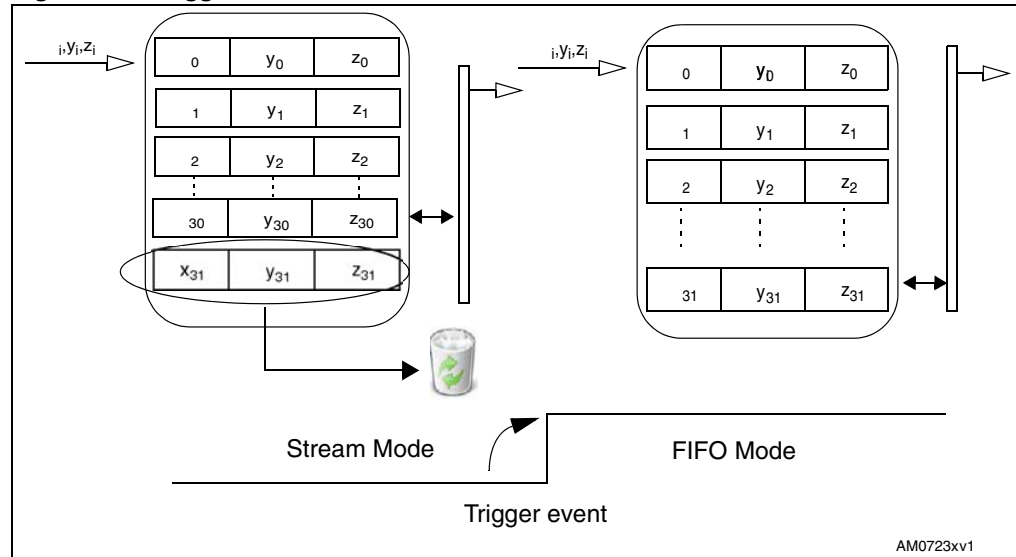 i,yi,zi
0 y0 z0
1 y1 z1
2 y2 z2
30 y30 z30
x31 y31 z31
i,yi,zi
0 y0 z0
1 y1 z1
2 y2 z2
31 y31 z31
Stream Mode
FIFO Mode
Trigger event
AM0723xv1